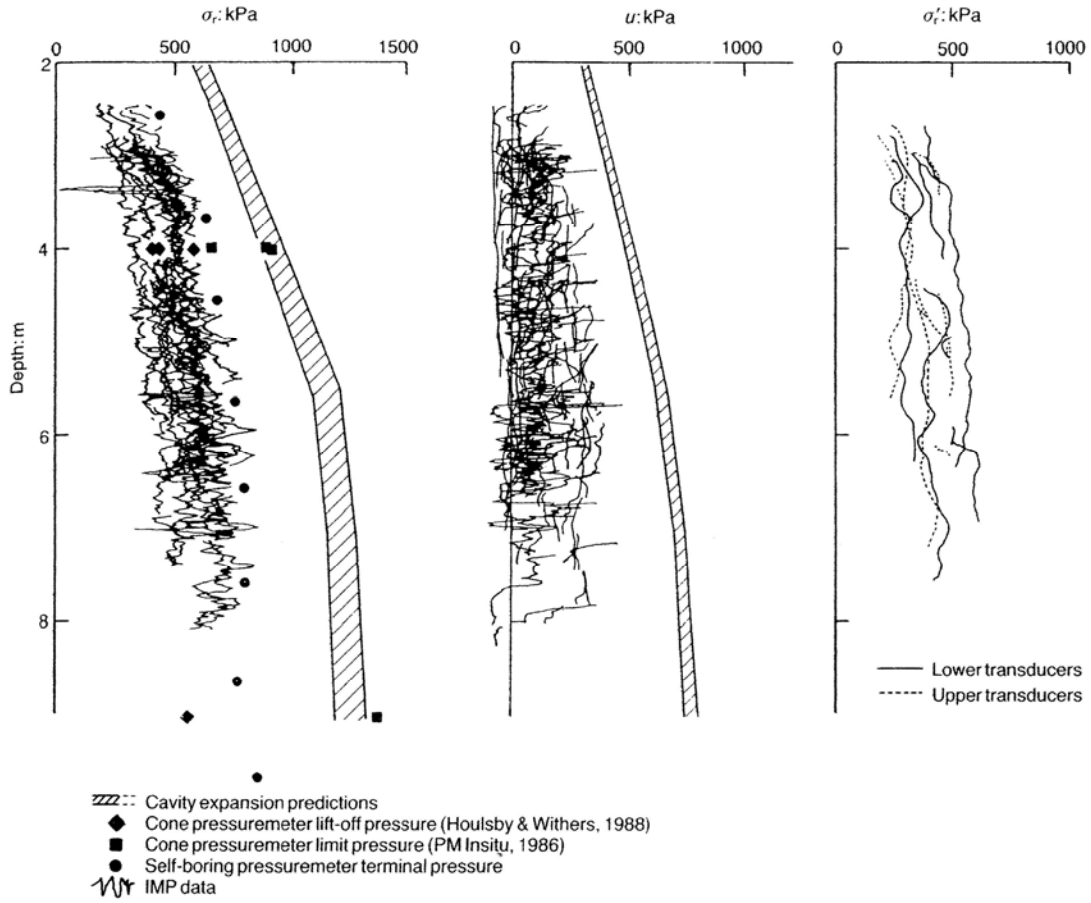 σr: kPa
u: kPa
σr′: kPa
0 500 1000 1500
0 500 1000
0 500 1000
2
4
6
8
Depth: m
Lower transducers
Upper transducers
Cavity expansion predictions
Cone pressuremeter lift-off pressure (Houlsby & Withers, 1988)
Cone pressuremeter limit pressure (PM Insitu, 1986)
Self-boring pressuremeter terminal pressure
IMP data